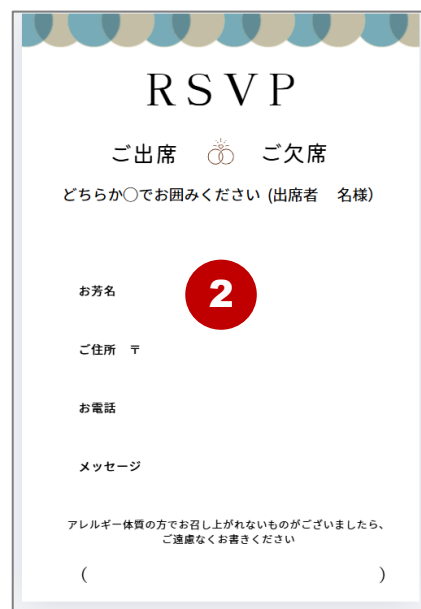 RSVP
ご出席 ご欠席
どちらか○でお囲みください (出席者　名様)
お芳名
2
ご住所　〒
お電話
メッセージ
アレルギー体質の方でお召し上がれないものがございましたら、
ご遠慮なくお書きください
(　)